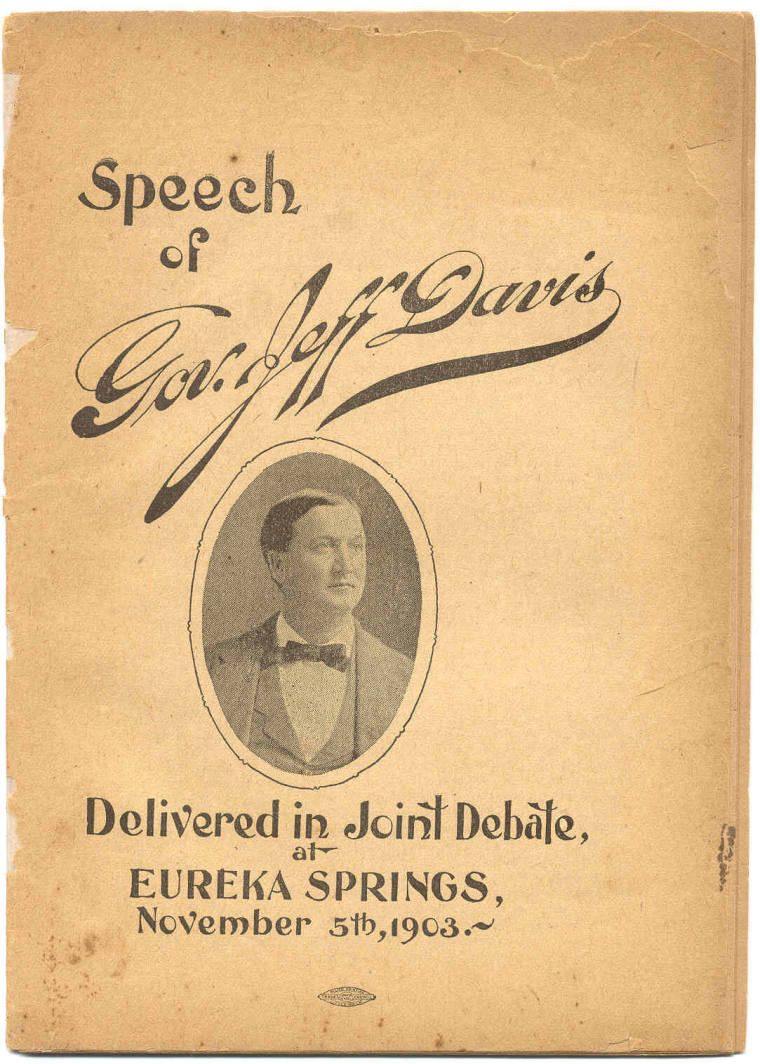 Speech
of
Gov. Jeff Davis
Delivered in Joint Debate,
at
EUREKA SPRINGS,
November 5th, 1903.~